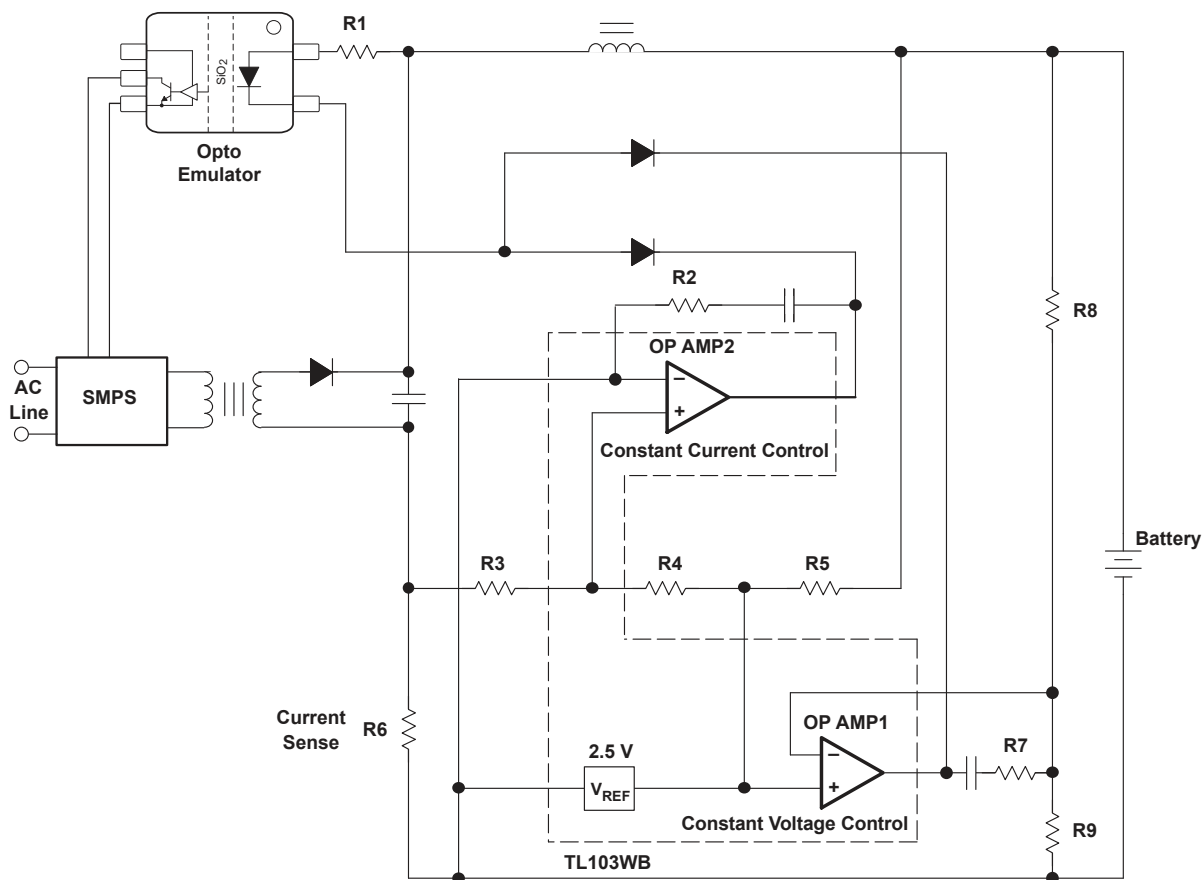 R1
SiO2
Opto
Emulator
R2
R8
OP AMP2
−
+
Constant Current Control
AC
Line
SMPS
Battery
R3
R4
R5
Current
Sense
R6
OP AMP1
−
+
R7
2.5 V
VREF
Constant Voltage Control
R9
TL103WB